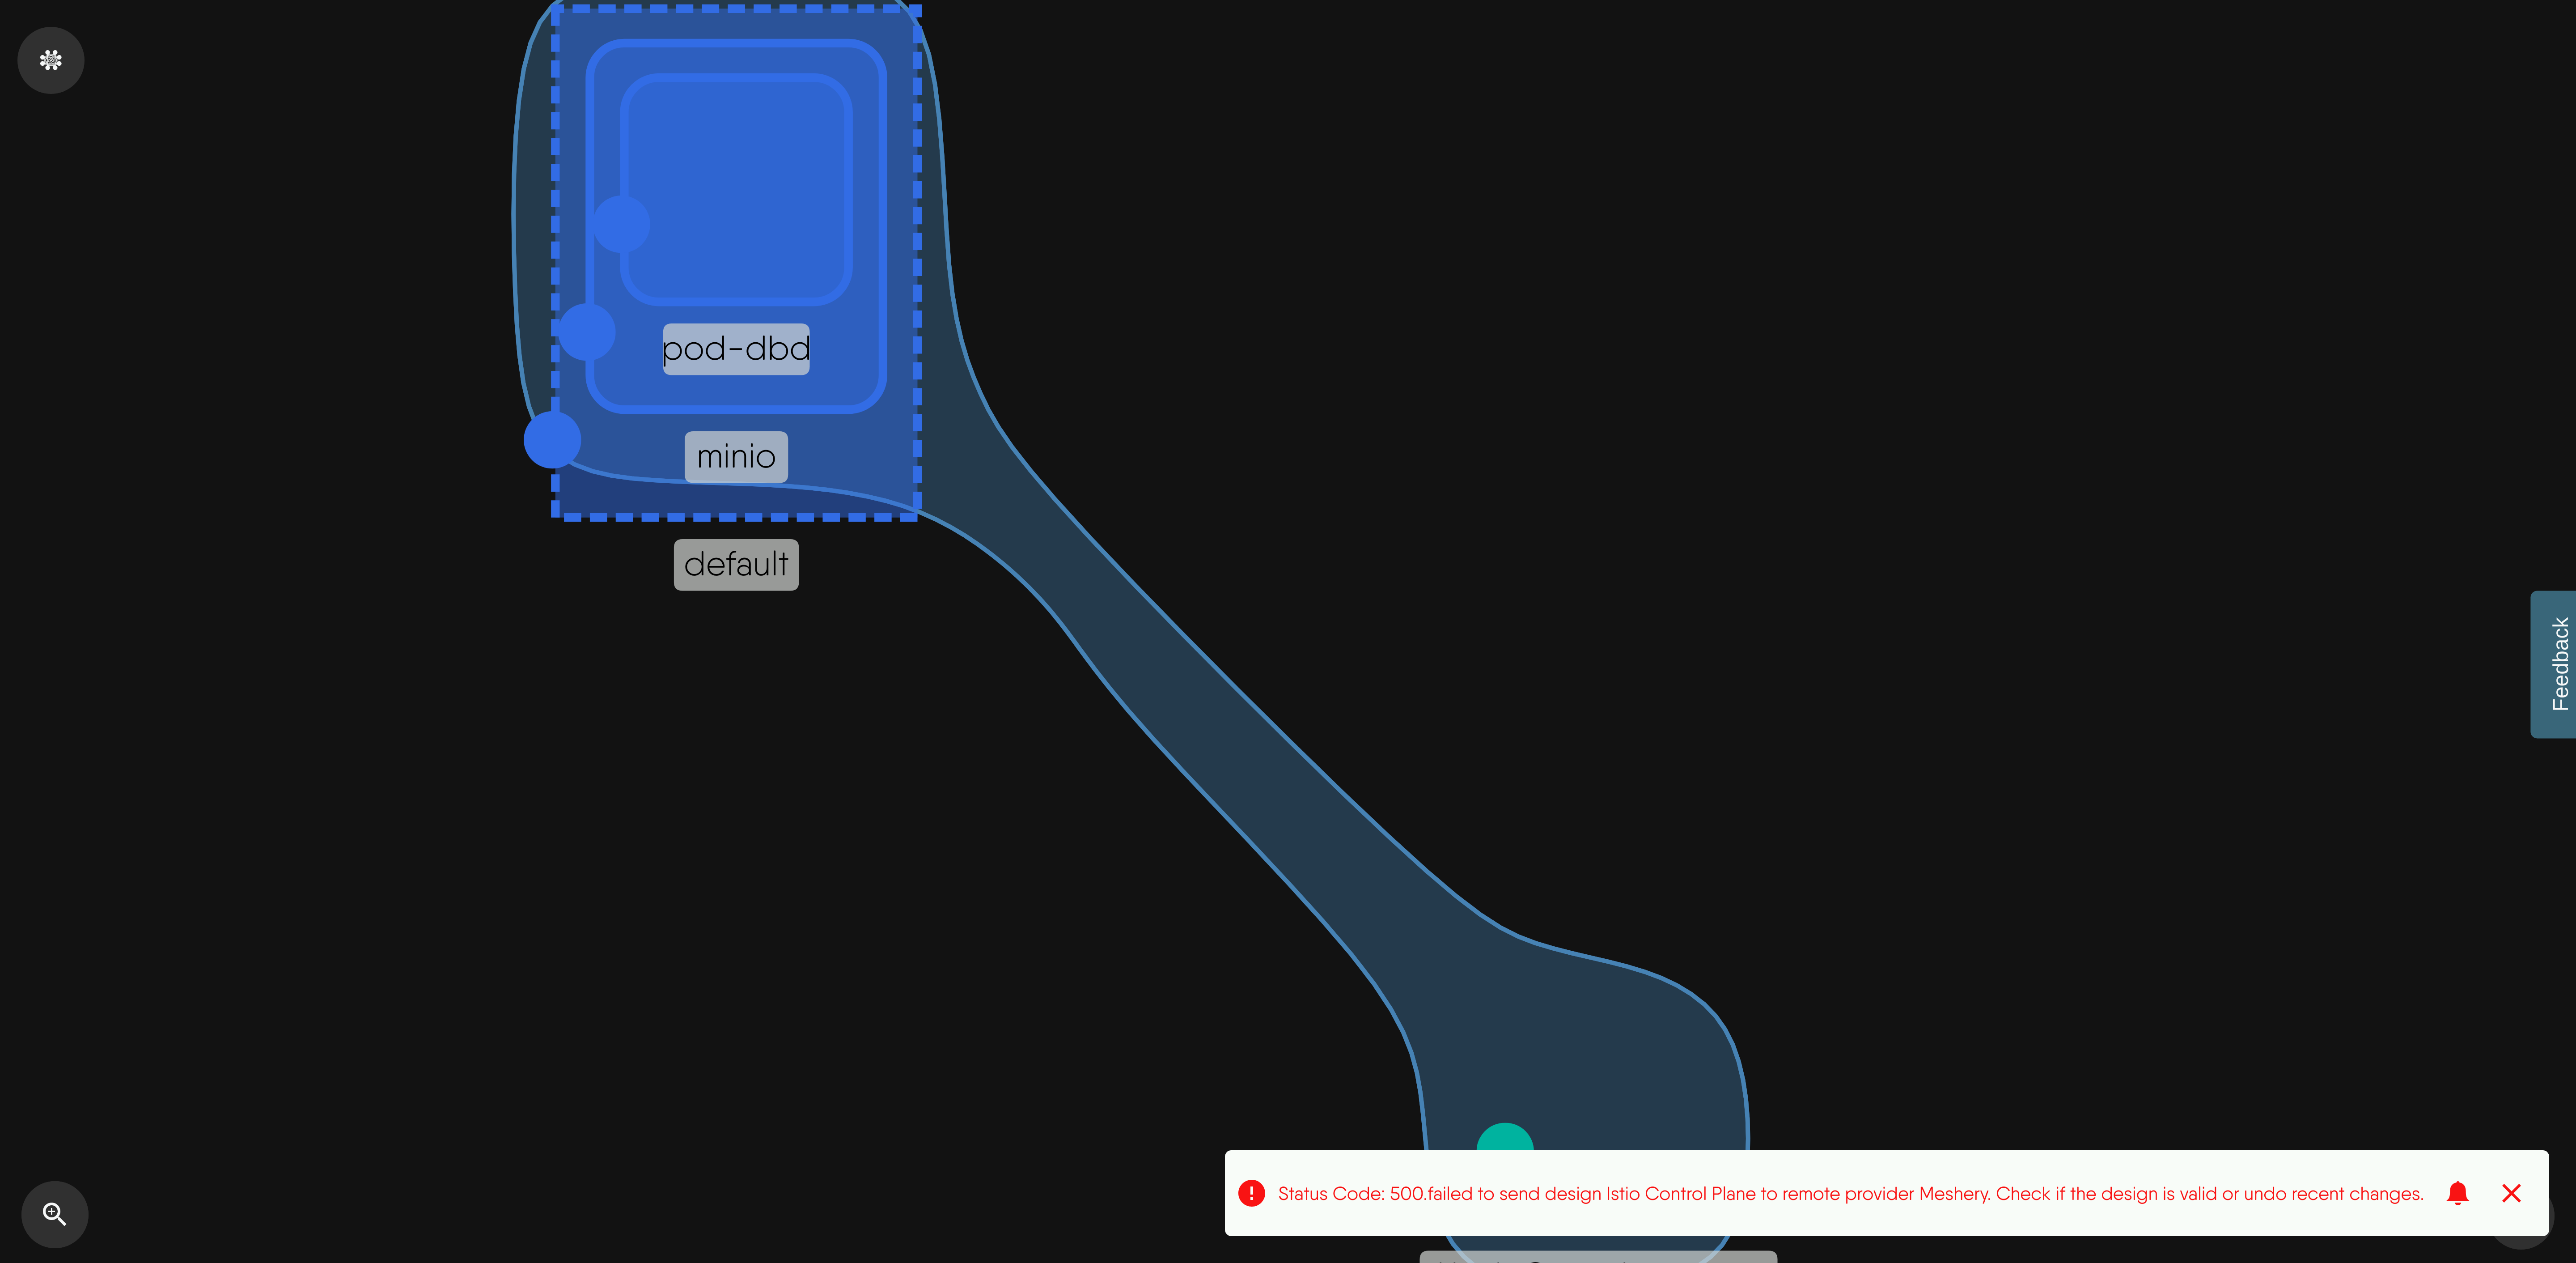 pod-dbd
minio
default
Feedback
Status Code: 500.failed to send design Istio Control Plane to remote provider Meshery. Check if the design is valid or undo recent changes.